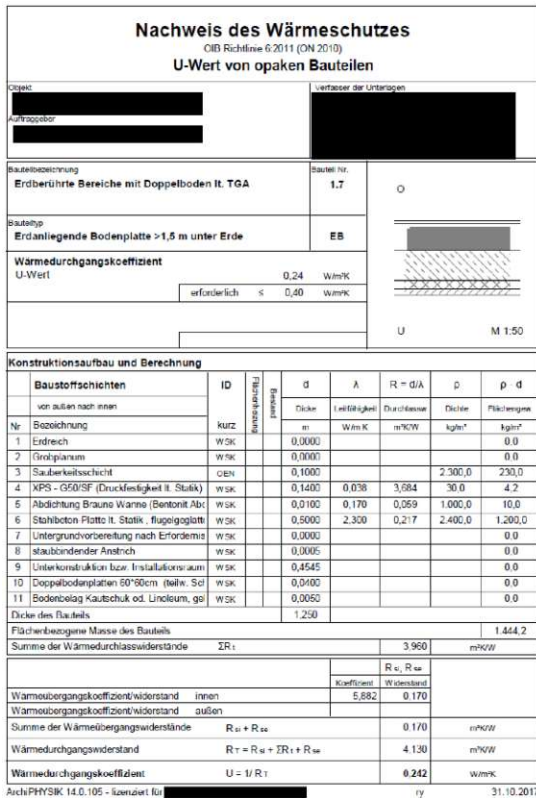 Nachweis des Wärmeschutzes
OIB Richtlinie 6:2011 (ON 2010)
U-Wert von opaken Bauteilen
Objekt
Verfasser der Unterlagen
Auftraggeber
Bauteilbezeichnung
Bauteil Nr.
Erdberührte Bereiche mit Doppelboden lt. TGA
1.7
O
Bauteiltyp
Erdanliegende Bodenplatte >1,5 m unter Erde
EB
Wärmedurchgangskoeffizient
U-Wert 0,24 W/m²K
erforderlich ≤ 0,40 W/m²K
U M 1:50
Konstruktionsaufbau und Berechnung
Baustoffschichten ID Flächenheizung Bestand d λ R = d/λ ρ ρ · d
von außen nach innen Dicke Leitfähigkeit Durchlassw Dichte Flächengew
Nr Bezeichnung kurz m W/m K m²K/W kg/m³ kg/m²
1 Erdreich WSK 0,0000 0.0
2 Grobplanum WSK 0,0000 0.0
3 Sauberkeitsschicht OEN 0,1000 2.300,0 230,0
4 XPS - G50/SF (Druckfestigkeit lt. Statik) WSK 0,1400 0,038 3,684 30,0 4,2
5 Abdichtung Braune Wanne (Bentonit Abc WSK 0,0100 0,170 0,059 1.000,0 10,0
6 Stahlbeton-Platte lt. Statik , flügelgeglätt WSK 0,5000 2,300 0,217 2.400,0 1.200,0
7 Untergrundvorbereitung nach Erfordernis WSK 0,0000 0.0
8 staubbindender Anstrich WSK 0,0005 0.0
9 Unterkonstruktion bzw. Installationsraum WSK 0,4545 0.0
10 Doppelbodenplatten 60*60cm (teilw. Sch WSK 0,0400 0.0
11 Bodenbelag Kautschuk od. Linoleum, gel WSK 0,0050 0.0
Dicke des Bauteils 1,250
Flächenbezogene Masse des Bauteils 1.444,2
Summe der Wärmedurchlasswiderstände ΣRt 3,960 m²K/W
Rsi, Rse
Koeffizient Widerstand
Wärmeübergangskoeffizient/widerstand innen 5,882 0.170
Wärmeübergangskoeffizient/widerstand außen
Summe der Wärmeübergangswiderstände Rsi + Rse 0.170 m²K/W
Wärmedurchgangswiderstand RT = Rsi + ΣRt + Rse 4.130 m²K/W
Wärmedurchgangskoeffizient U = 1/ RT 0.242 W/m²K
ArchiPHYSIK 14.0.105 - lizenziert für ry 31.10.2017